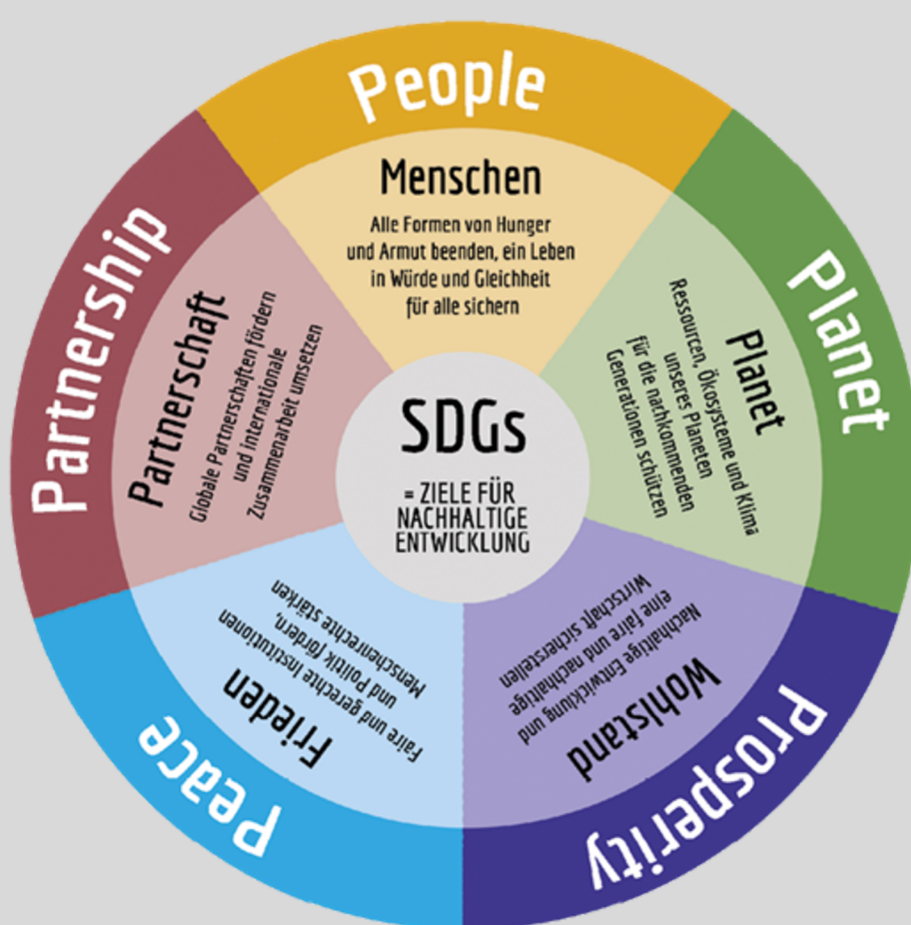 People
Menschen
Alle Formen von Hunger
und Armut beenden, ein Leben
in Würde und Gleichheit
für alle sichern
Planet
Planet
Ressourcen, Ökosysteme und Klima
unseres Planeten
für die nachkommenden
Generationen schützen
Prosperity
Wohlstand
Nachhaltige Entwicklung und
eine faire und nachhaltige
Wirtschaft sicherstellen
Peace
Frieden
Faire und gerechte Institutionen
und Politik fördern,
Menschenrechte stärken
Partnership
Partnerschaft
Globale Partnerschaften fördern
und internationale
Zusammenarbeit umsetzen
SDGs
= ZIELE FÜR
NACHHALTIGE
ENTWICKLUNG